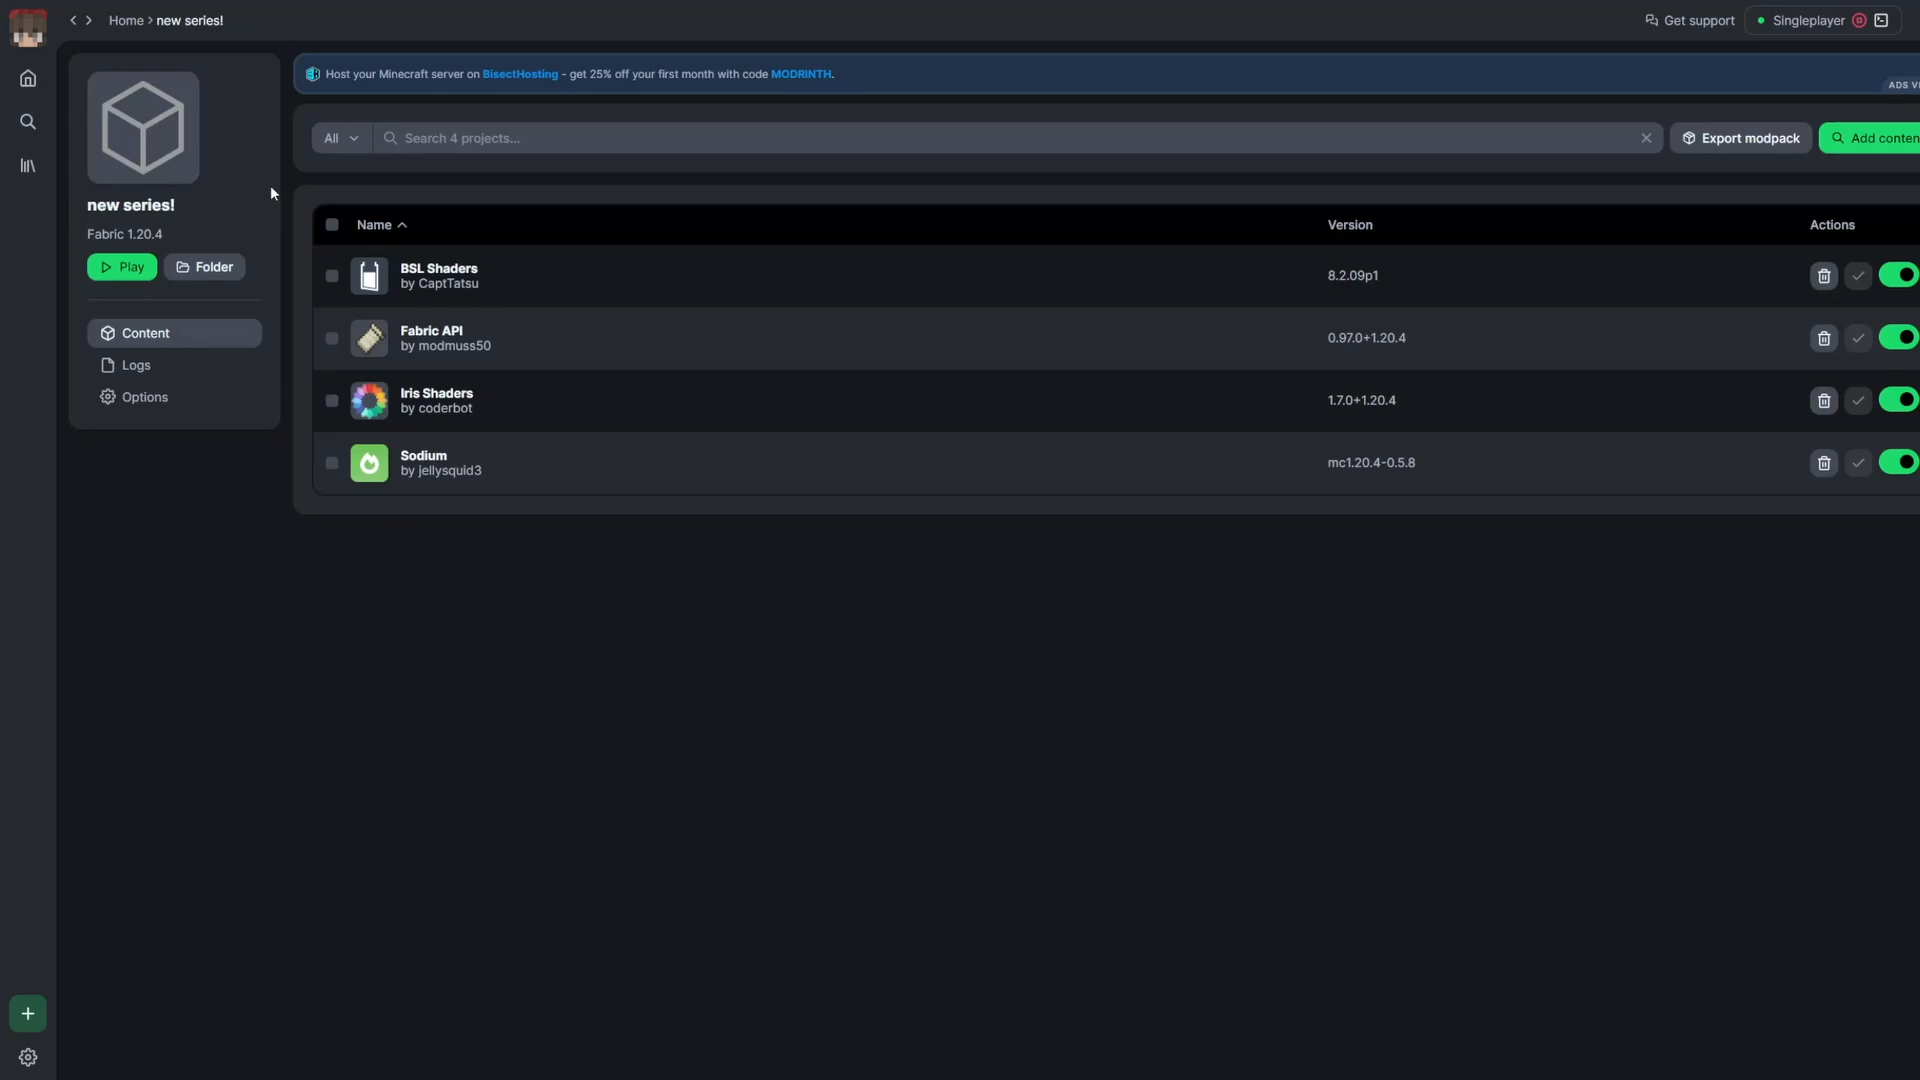 Home > new series!
Get support
Singleplayer
Host your Minecraft server on BisectHosting - get 25% off your first month with code MODRINTH.
ADS
All
Search 4 projects...
Export modpack
Add conten
new series!
Fabric 1.20.4
Play
Folder
Content
Logs
Options
Name
Version
Actions
BSL Shaders
by CaptTatsu
8.2.09p1
Fabric API
by modmuss50
0.97.0+1.20.4
Iris Shaders
by coderbot
1.7.0+1.20.4
Sodium
by jellysquid3
mc1.20.4-0.5.8